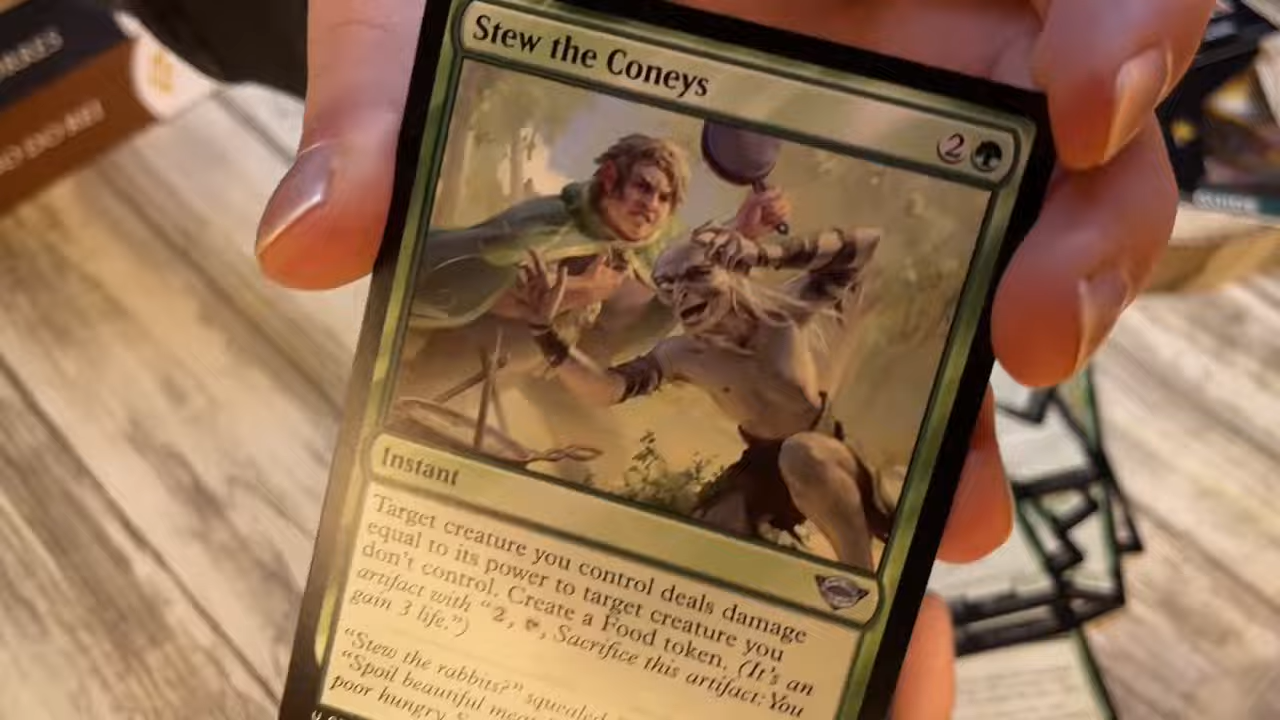 Stew the Coneys
2
Instant
Target creature you control deals damage
equal to its power to target creature you
don't control. Create a Food token. (It's an
artifact with “2, , Sacrifice this artifact: You
gain 3 life.”)
“Stew the rabbits?” squealed
“Spoil beautiful meat
poor hungry
DO REI